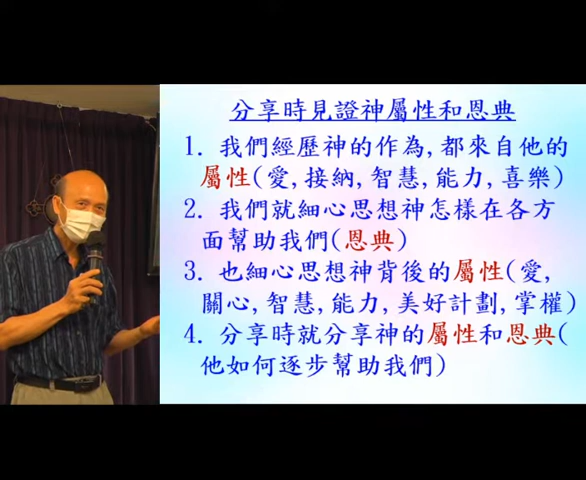 分享時見證神屬性和恩典
1. 我們經歷神的作為,都來自他的
屬性(愛,接納,智慧,能力,喜樂)
2. 我們就細心思想神怎樣在各方
面幫助我們(恩典)
3. 也細心思想神背後的屬性(愛,
關心,智慧,能力,美好計劃,掌權)
4. 分享時就分享神的屬性和恩典(
他如何逐步幫助我們)